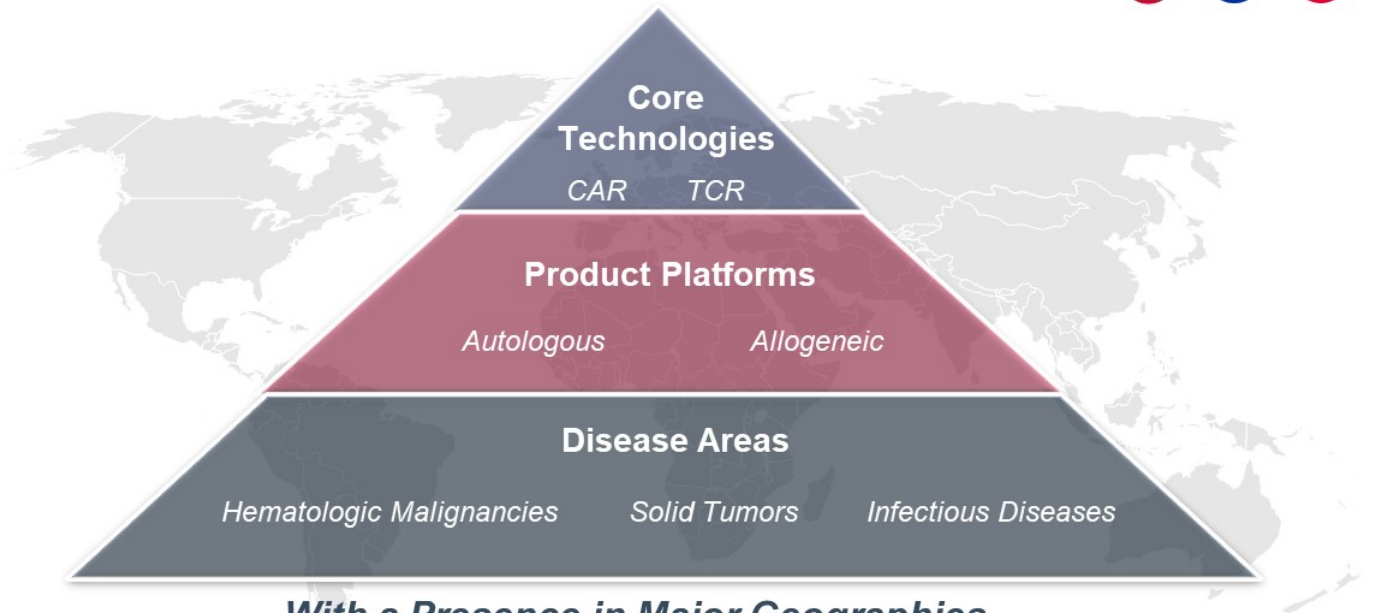 Core
Technologies
CAR TCR
Product Platforms
Autologous Allogeneic
Disease Areas
Hematologic Malignancies Solid Tumors Infectious Diseases
With a Presence in Major Geographies